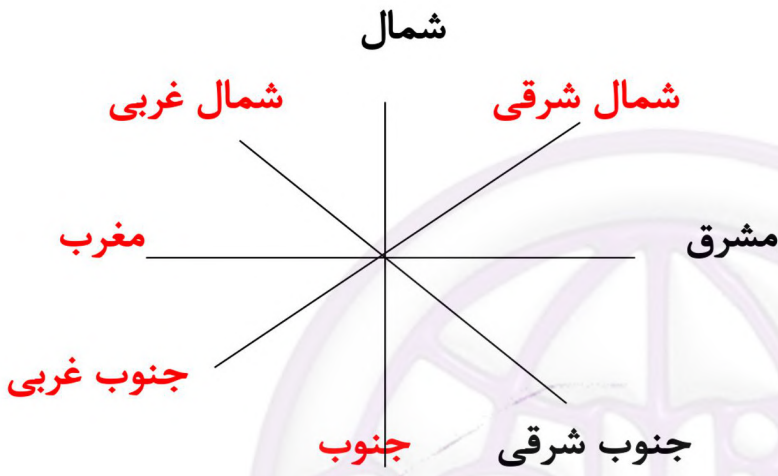 شمال
شمال شرقی
شمال غربی
مشرق
مغرب
جنوب غربی
جنوب شرقی
جنوب